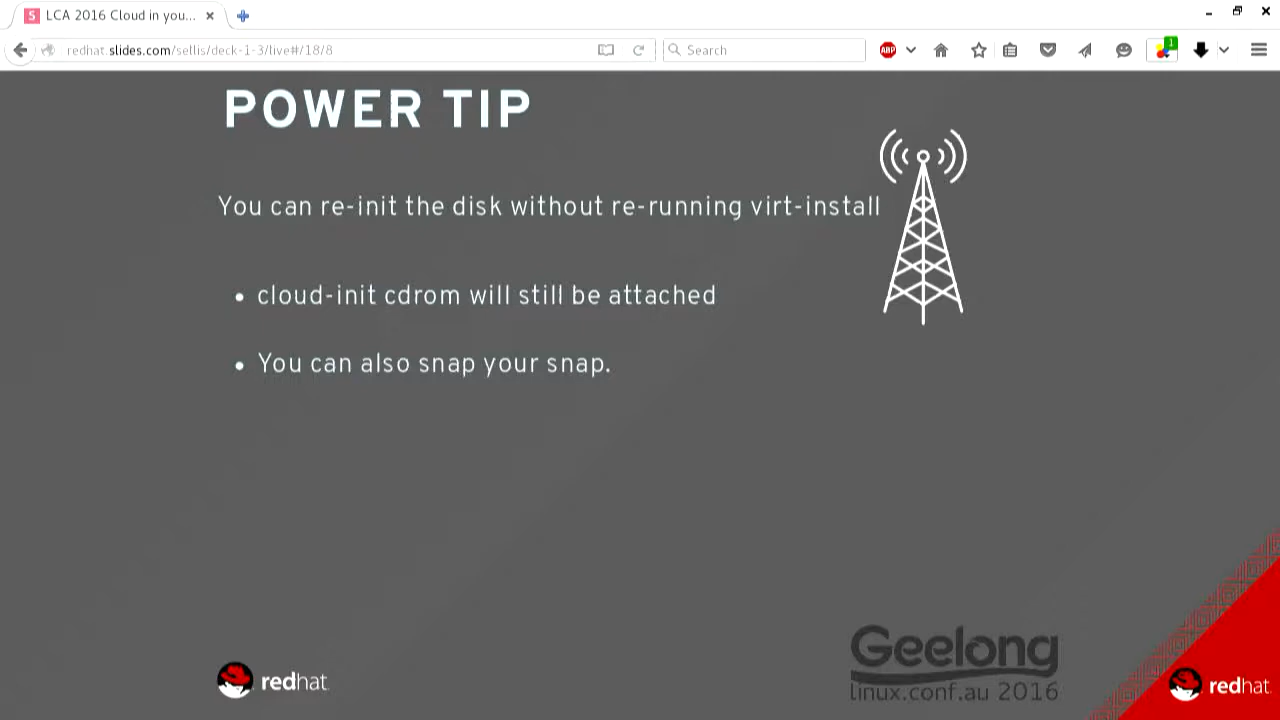 LCA 2016 Cloud in you...
redhat.slides.com/sellis/deck-1-3/live#/18/8
Search
ABP
1
POWER TIP
You can re-init the disk without re-running virt-install
cloud-init cdrom will still be attached
You can also snap your snap.
Geelong
linux.conf.au 2016
redhat.
redhat.